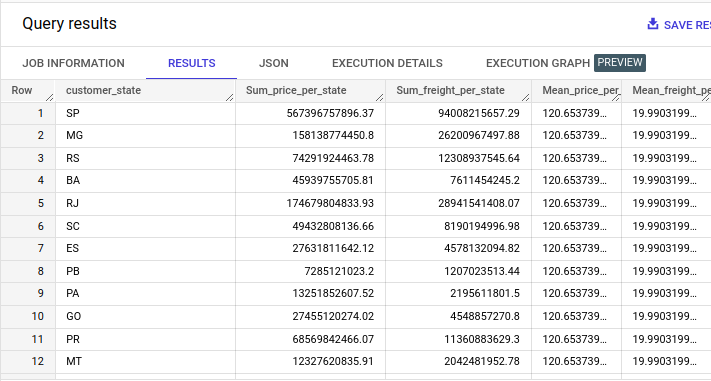 Query results
SAVE RES
JOB INFORMATION RESULTS JSON EXECUTION DETAILS EXECUTION GRAPH PREVIEW
Row customer_state Sum_price_per_state Sum_freight_per_state Mean_price_per_ Mean_freight_pe
1 SP 567396757896.37 94008215657.29 120.653739... 19.9903199...
2 MG 158138774450.8 26200967497.88 120.653739... 19.9903199...
3 RS 74291924463.78 12308937545.64 120.653739... 19.9903199...
4 BA 45939755705.81 7611454245.2 120.653739... 19.9903199...
5 RJ 174679804833.93 28941541408.07 120.653739... 19.9903199...
6 SC 49432808136.66 8190194996.98 120.653739... 19.9903199...
7 ES 27631811642.12 4578132094.82 120.653739... 19.9903199...
8 PB 7285121023.2 1207023513.44 120.653739... 19.9903199...
9 PA 13251852607.52 2195611801.5 120.653739... 19.9903199...
10 GO 27455120274.02 4548857270.8 120.653739... 19.9903199...
11 PR 68569842466.07 11360883629.3 120.653739... 19.9903199...
12 MT 12327620835.91 2042481952.78 120.653739... 19.9903199...